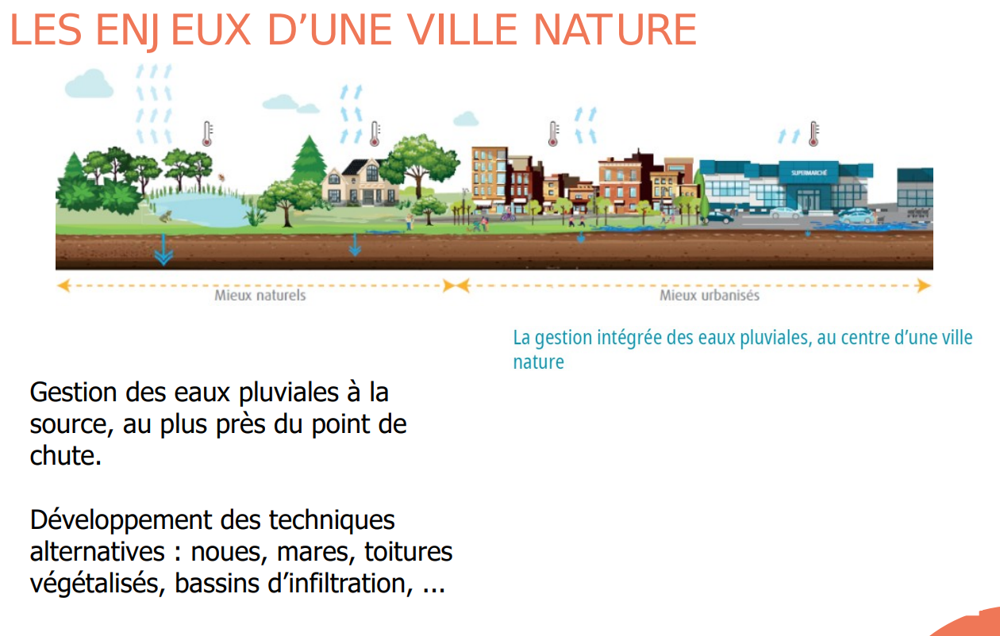 LES ENJEUX D’UNE VILLE NATURE
SUPERMARCHÉ
Mieux naturels
Mieux urbanisés
La gestion intégrée des eaux pluviales, au centre d’une ville
nature
Gestion des eaux pluviales à la
source, au plus près du point de
chute.
Développement des techniques
alternatives : noues, mares, toitures
végétalisés, bassins d’infiltration, ...